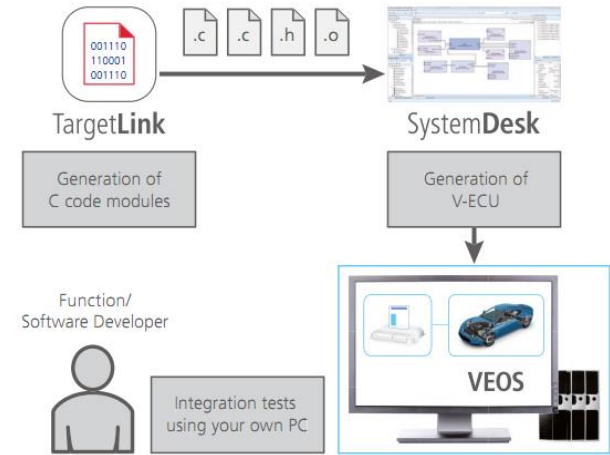 001110
110001
001110
.c
.c
.h
.o
TargetLink
SystemDesk
Generation of
C code modules
Generation of
V-ECU
Function/
Software Developer
Integration tests
using your own PC
VEOS